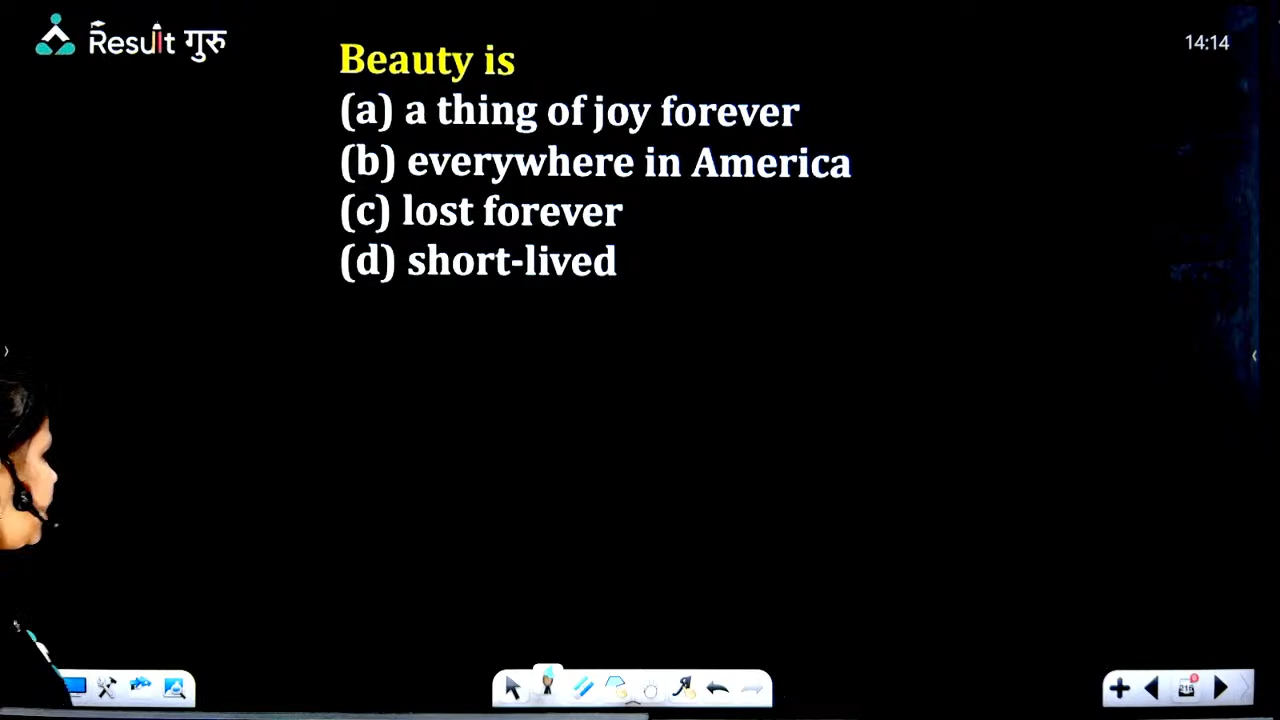 Result गुरु
14:14
Beauty is
(a) a thing of joy forever
(b) everywhere in America
(c) lost forever
(d) short-lived